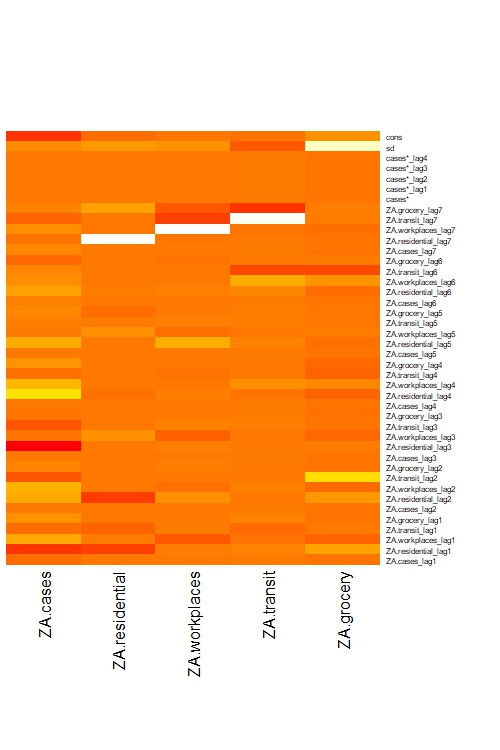 cons
sd
cases*_lag4
cases*_lag3
cases*_lag2
cases*_lag1
cases*
ZA.grocery_lag7
ZA.transit_lag7
ZA.workplaces_lag7
ZA.residential_lag7
ZA.cases_lag7
ZA.grocery_lag6
ZA.transit_lag6
ZA.workplaces_lag6
ZA.residential_lag6
ZA.cases_lag6
ZA.grocery_lag5
ZA.transit_lag5
ZA.workplaces_lag5
ZA.residential_lag5
ZA.cases_lag5
ZA.grocery_lag4
ZA.transit_lag4
ZA.workplaces_lag4
ZA.residential_lag4
ZA.cases_lag4
ZA.grocery_lag3
ZA.transit_lag3
ZA.workplaces_lag3
ZA.residential_lag3
ZA.cases_lag3
ZA.grocery_lag2
ZA.transit_lag2
ZA.workplaces_lag2
ZA.residential_lag2
ZA.cases_lag2
ZA.grocery_lag1
ZA.transit_lag1
ZA.workplaces_lag1
ZA.residential_lag1
ZA.cases_lag1
ZA.cases
ZA.residential
ZA.workplaces
ZA.transit
ZA.grocery